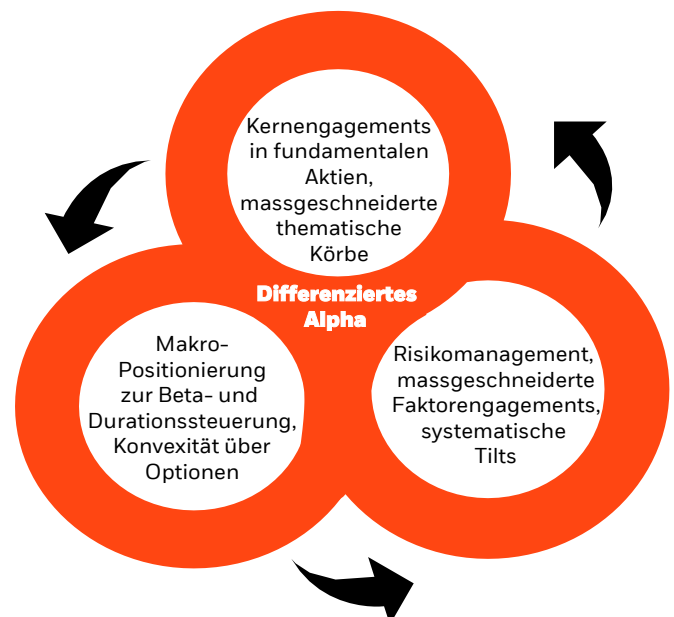 Kernengagements
in fundamentalen
Aktien,
massgeschneiderte
thematische
Körbe
Differenziertes
Alpha
Makro-
Positionierung
zur Beta- und
Durationssteuerung,
Konvexität über
Optionen
Risikomanagement,
massgeschneiderte
Faktorengagements,
systematische
Tilts